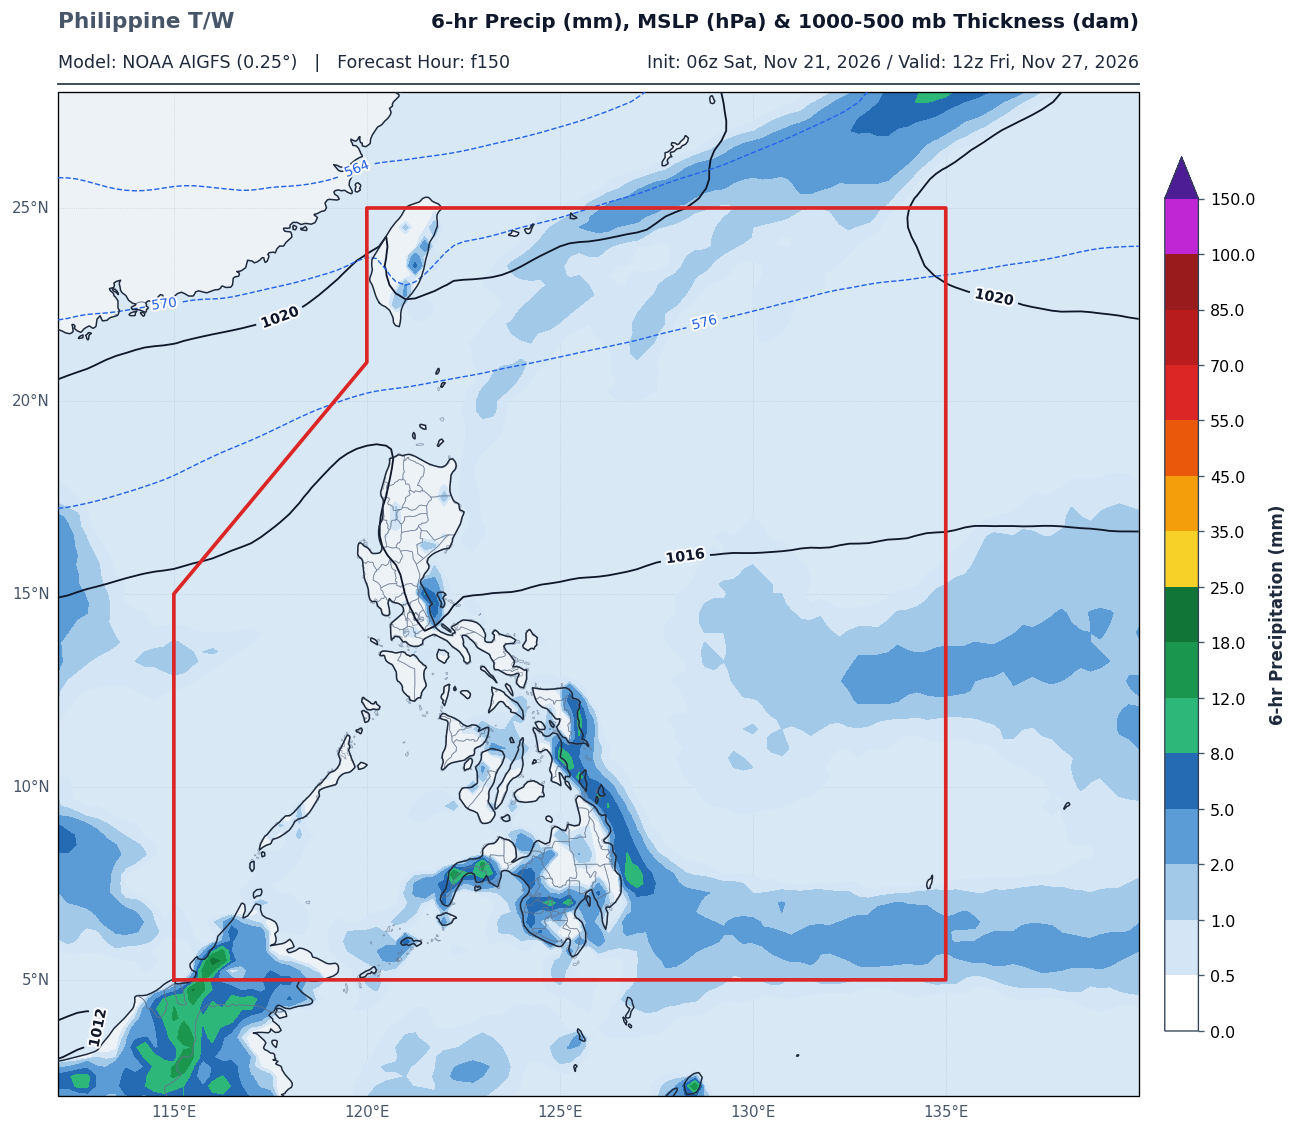 Philippine T/W
6-hr Precip (mm), MSLP (hPa) & 1000-500 mb Thickness (dam)
Model: NOAA AIGFS (0.25°) | Forecast Hour: f150
Init: 06z Sat, Nov 21, 2026 / Valid: 12z Fri, Nov 27, 2026
564
570
576
1020
1020
1016
1012
25°N
20°N
15°N
10°N
5°N
115°E
120°E
125°E
130°E
135°E
150.0
100.0
85.0
70.0
55.0
45.0
35.0
25.0
18.0
12.0
8.0
5.0
2.0
1.0
0.5
0.0
6-hr Precipitation (mm)